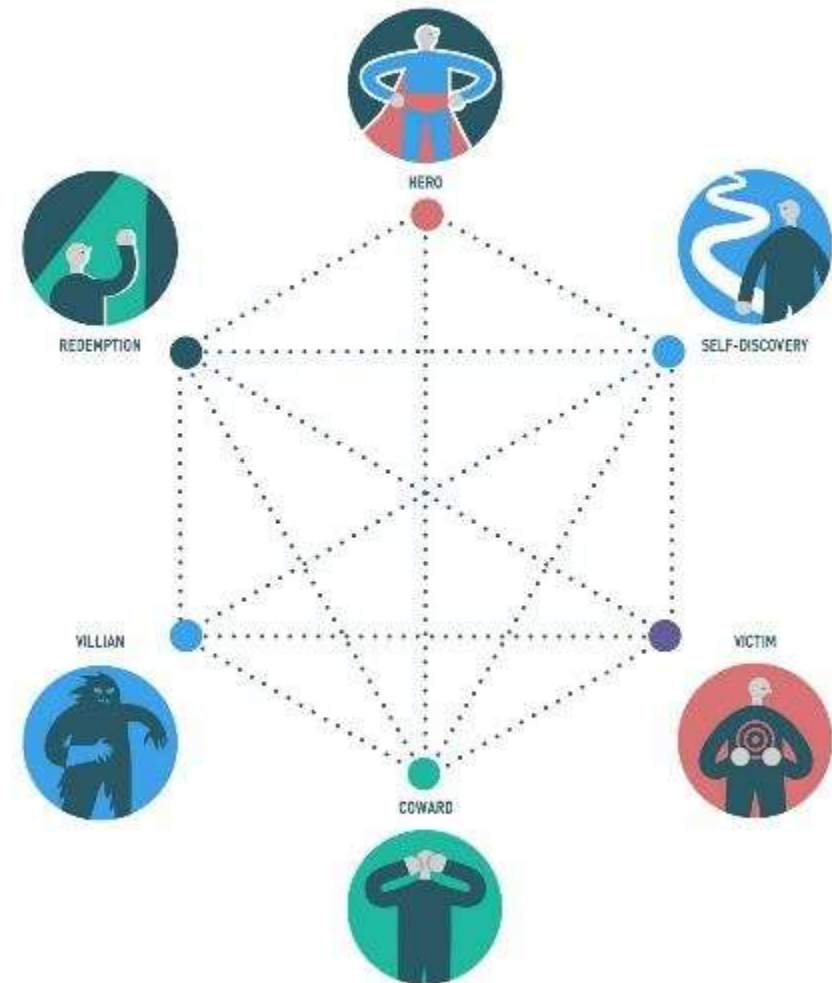 HERO
REDEMPTION
SELF-DISCOVERY
VILLIAN
VICTIM
COWARD